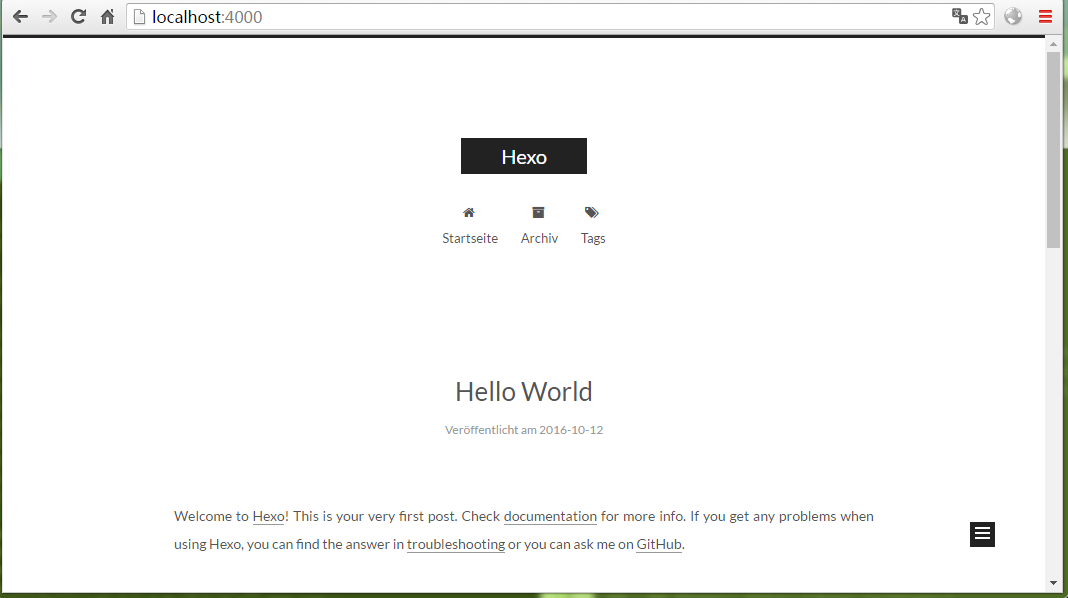 localhost:4000
Hexo
Startseite Archiv Tags
Hello World
Veröffentlicht am 2016-10-12
Welcome to Hexo! This is your very first post. Check documentation for more info. If you get any problems when
using Hexo, you can find the answer in troubleshooting or you can ask me on GitHub.